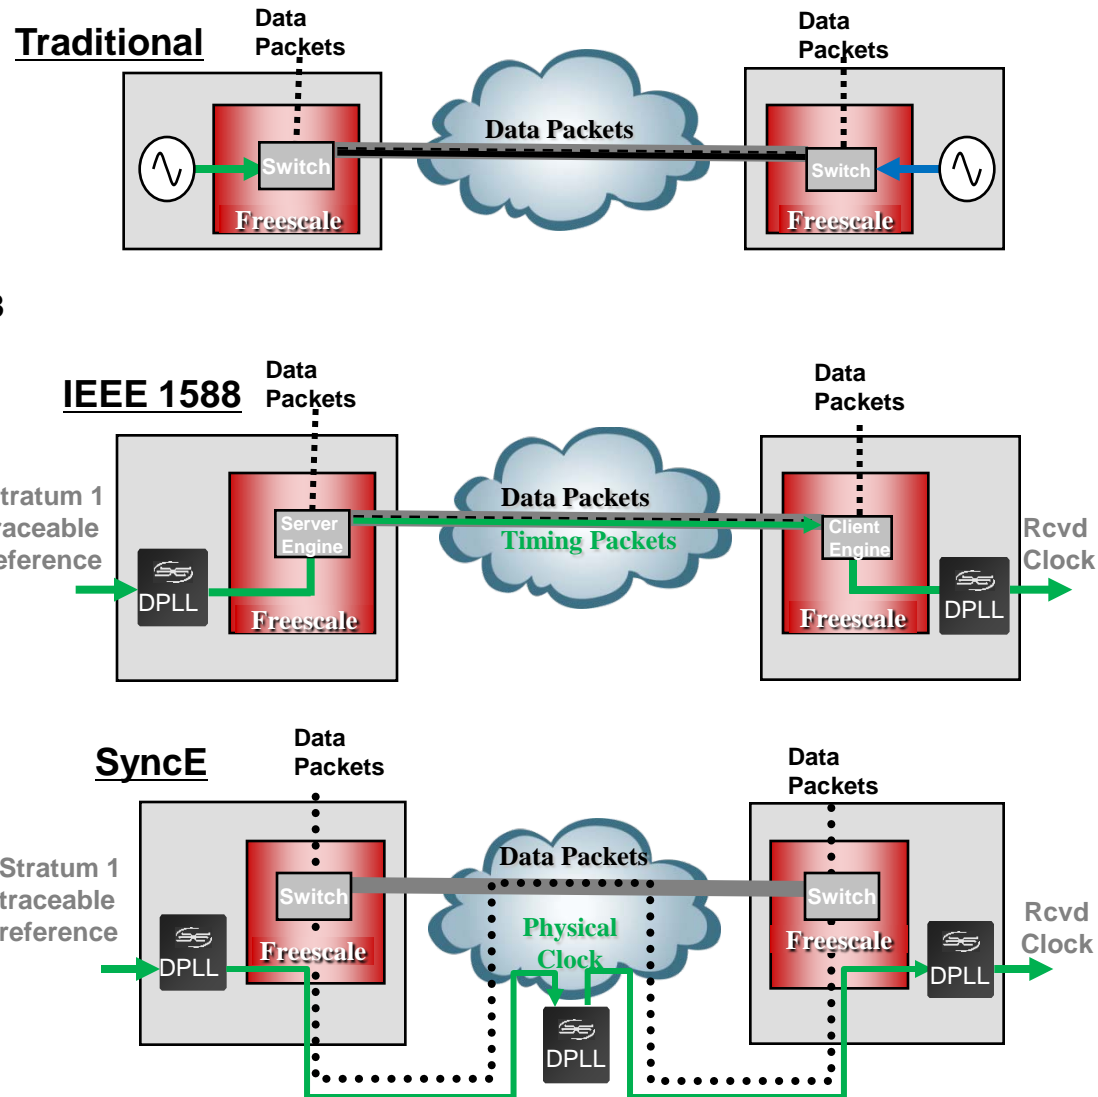 Traditional
Data
Packets
Data
Packets
Data Packets
Switch
Switch
Freescale
Freescale
IEEE 1588
Data
Packets
Data
Packets
tratum 1
raceable
eference
Server
Engine
Data Packets
Timing Packets
Client
Engine
Rcvd
Clock
DPLL
DPLL
Freescale
Freescale
SyncE
Data
Packets
Data
Packets
Stratum 1
traceable
reference
Data Packets
Switch
Switch
Physical
Clock
Rcvd
Clock
Freescale
Freescale
DPLL
DPLL
DPLL